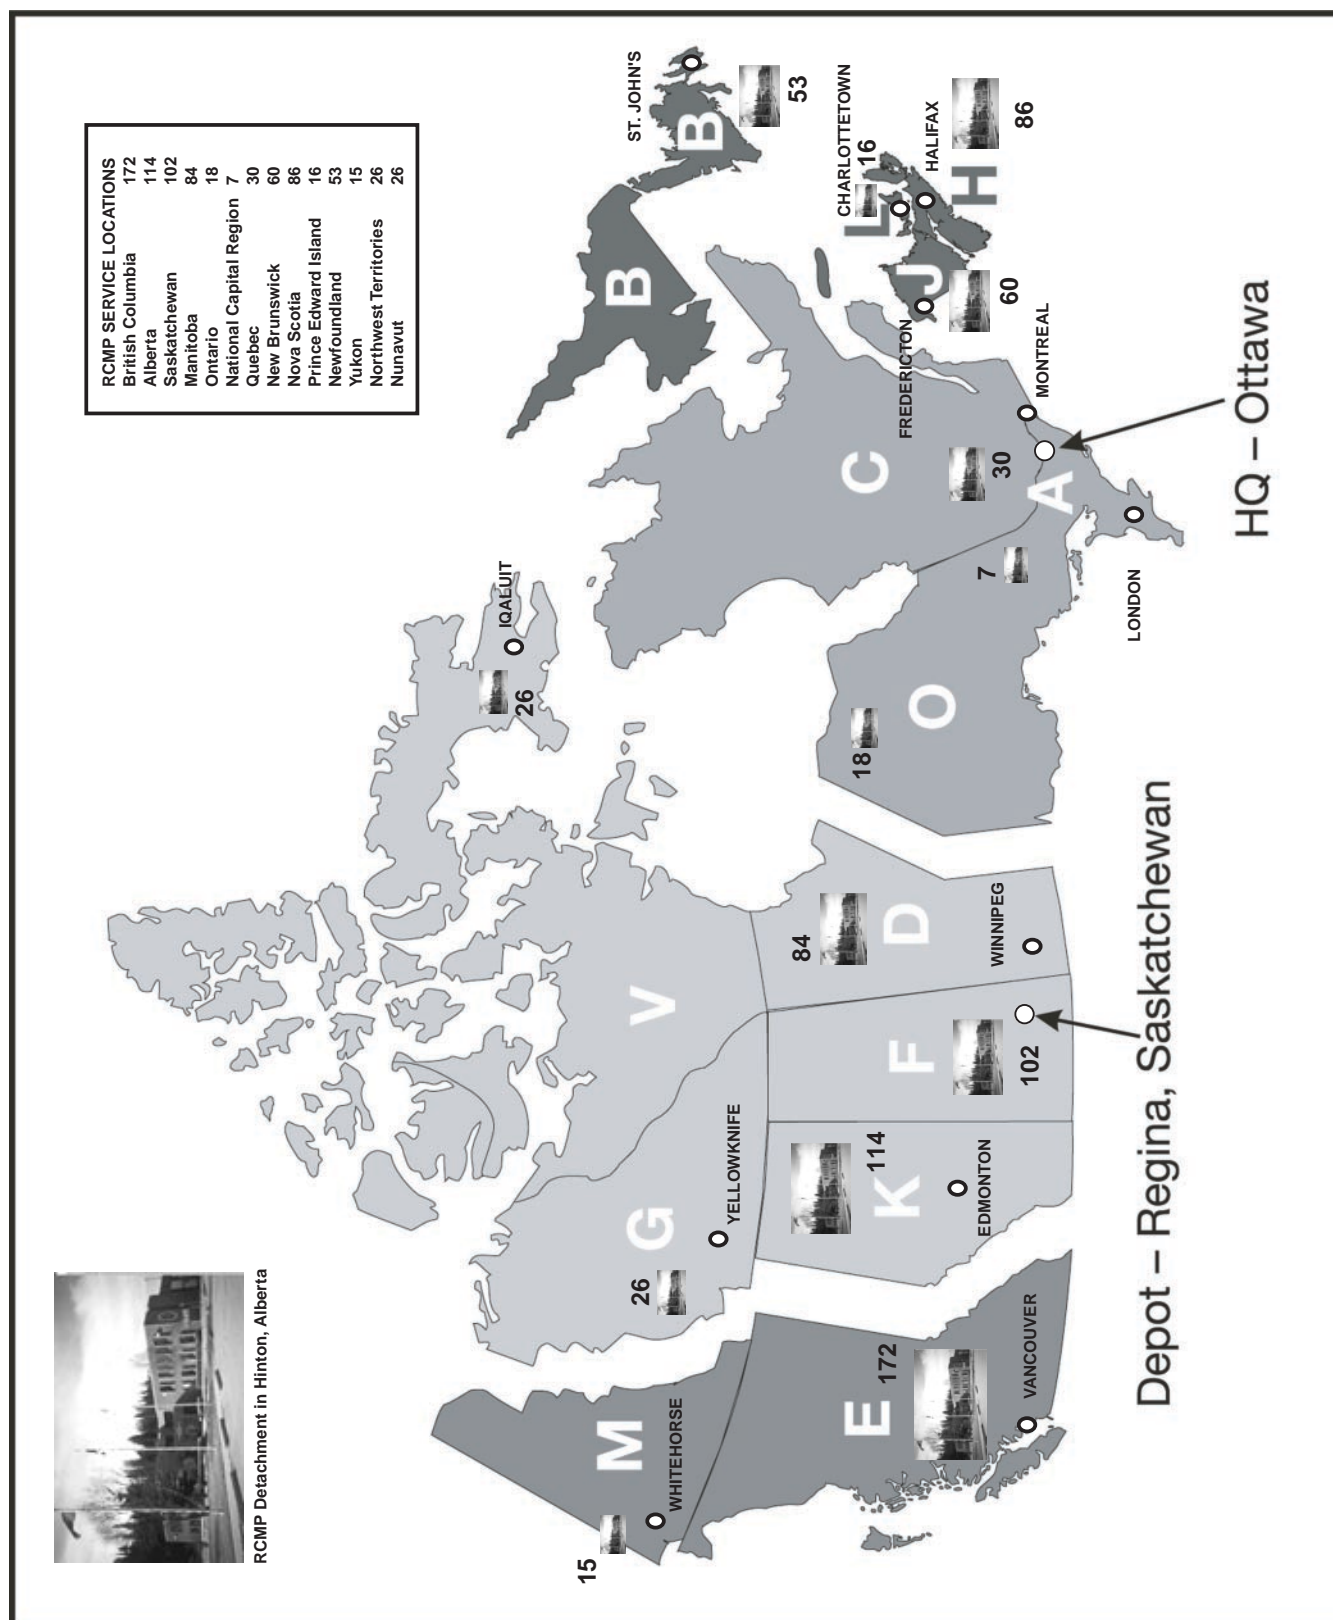 RCMP SERVICE LOCATIONS
British Columbia 172
Alberta 114
Saskatchewan 102
Manitoba 84
Ontario 18
National Capital Region 7
Quebec 30
New Brunswick 60
Nova Scotia 86
Prince Edward Island 16
Newfoundland 53
Yukon 15
Northwest Territories 26
Nunavut 26
RCMP Detachment in Hinton, Alberta
15
M
WHITEHORSE
E
172
VANCOUVER
26
G
YELLOWKNIFE
114
K
EDMONTON
V
F
102
84
D
WINNIPEG
IQALUIT
26
18
O
7
C
30
A
LONDON
MONTREAL
B
B
ST. JOHN'S
53
CHARLOTTETOWN
16
L
HALIFAX
H
86
J
FREDERICTON
60
HQ – Ottawa
Depot – Regina, Saskatchewan